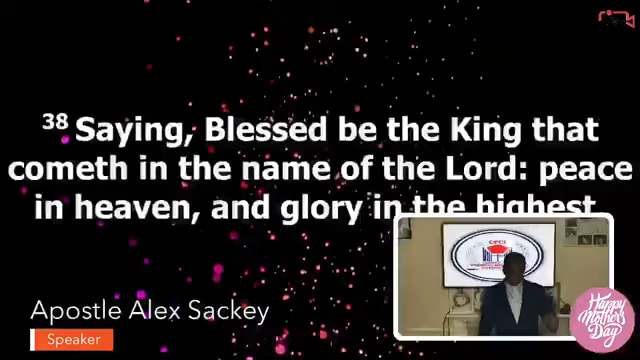 38 Saying, Blessed be the King that
cometh in the name of the Lord: peace
in heaven, and glory in the highest.
Apostle Alex Sackey
Speaker
Happy
Mother's
Day